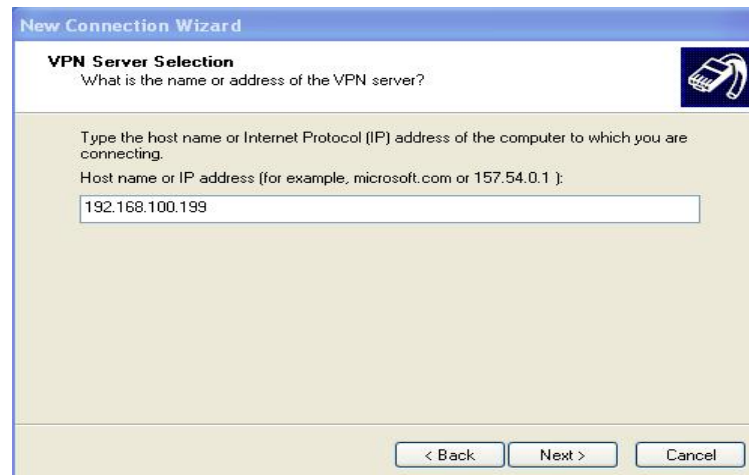 New Connection Wizard
VPN Server Selection
What is the name or address of the VPN server?
Type the host name or Internet Protocol (IP) address of the computer to which you are
connecting.
Host name or IP address (for example, microsoft.com or 157.54.0.1 ):
192.168.100.199
< Back Next > Cancel